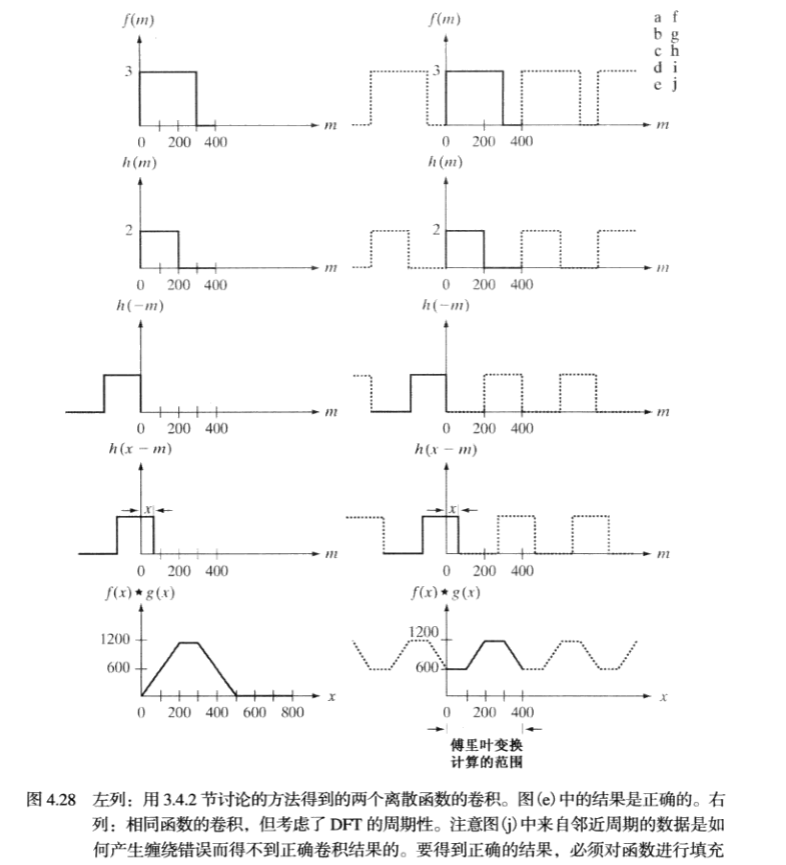 f(m)
f(m)
a f
b g
c h
d i
e j
3
3
m
m
0 200 400
0 200 400
h(m)
h(m)
2
2
m
m
0 200 400
0 200 400
h(−m)
h(−m)
m
m
0 200 400
0 200 400
h(x − m)
h(x − m)
x
x
m
m
0 200 400
0 200 400
f(x)★g(x)
f(x)★g(x)
1200
1200
600
600
x
x
0 200 400 600 800
0 200 400
傅里叶变换
计算的范围
图 4.28 左列：用 3.4.2 节讨论的方法得到的两个离散函数的卷积。图(e)中的结果是正确的。右
列：相同函数的卷积，但考虑了 DFT 的周期性。注意图(j)中来自邻近周期的数据是如
何产生缠绕错误而得不到正确卷积结果的。要得到正确的结果，必须对函数进行填充